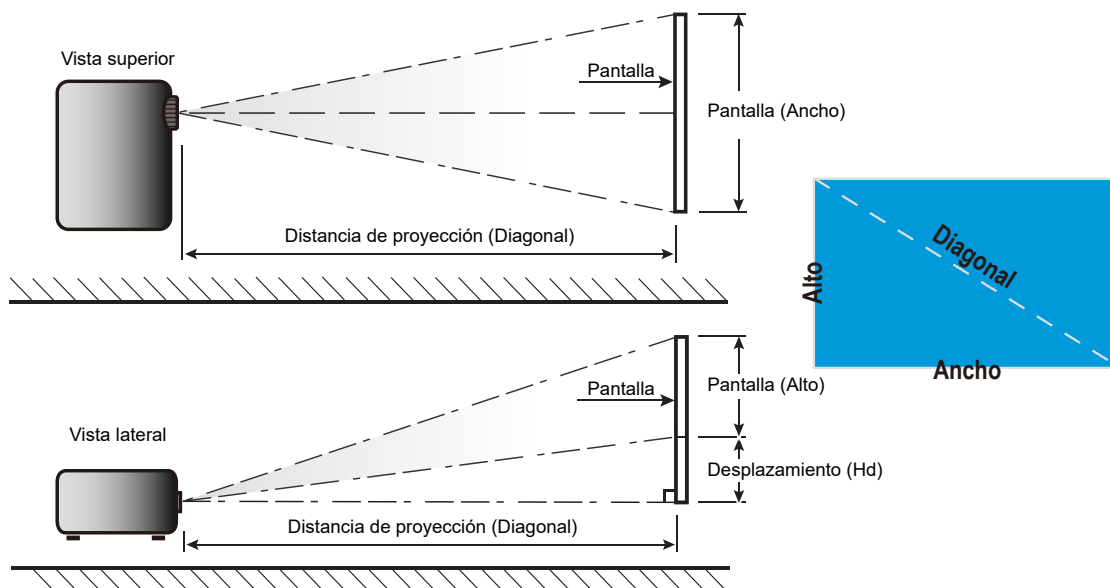 Vista superior
Pantalla
Pantalla (Ancho)
Distancia de proyección (Diagonal)
Alto
Diagonal
Ancho
Vista lateral
Pantalla
Pantalla (Alto)
Desplazamiento (Hd)
Distancia de proyección (Diagonal)